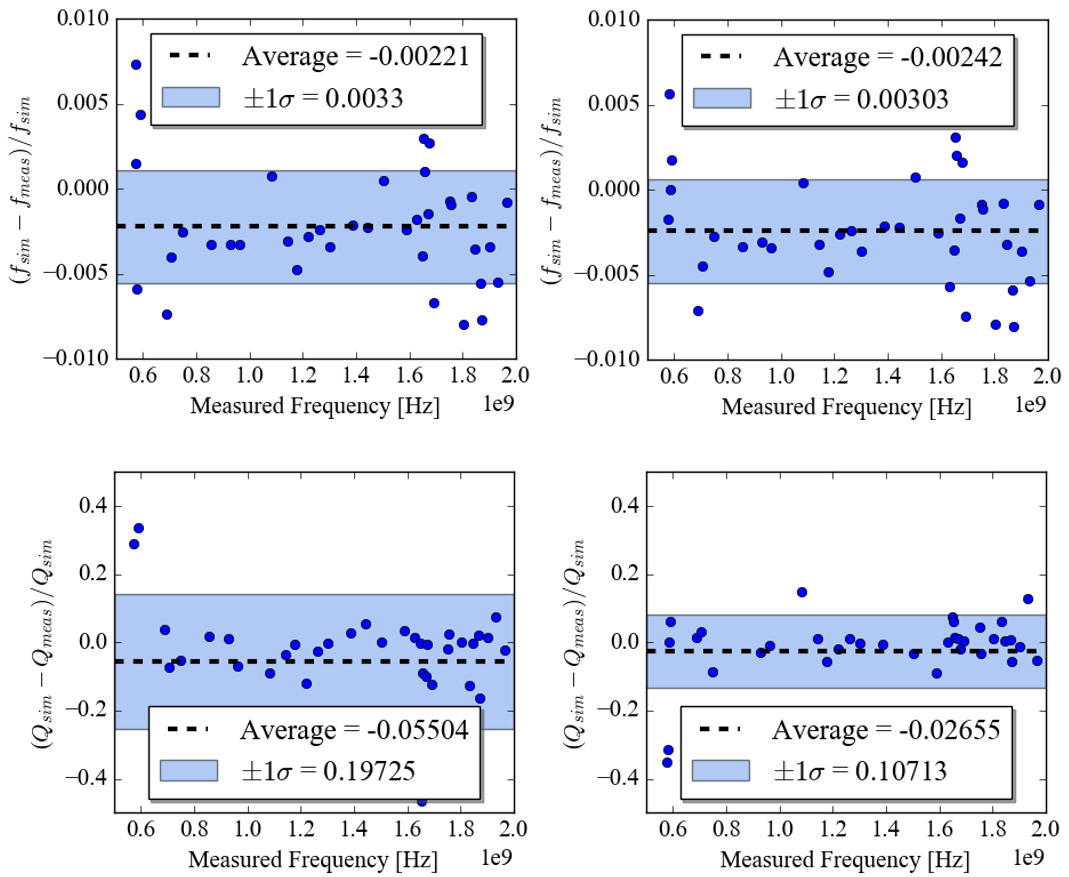 0.010
0.005
0.000
−0.005
−0.010
(f_sim − f_meas)/f_sim
Average = -0.00221
±1σ = 0.0033
0.6 0.8 1.0 1.2 1.4 1.6 1.8 2.0
Measured Frequency [Hz] 1e9
0.010
0.005
0.000
−0.005
−0.010
(f_sim − f_meas)/f_sim
Average = -0.00242
±1σ = 0.00303
0.6 0.8 1.0 1.2 1.4 1.6 1.8 2.0
Measured Frequency [Hz] 1e9
0.4
0.2
0.0
−0.2
−0.4
(Q_sim − Q_meas)/Q_sim
Average = -0.05504
±1σ = 0.19725
0.6 0.8 1.0 1.2 1.4 1.6 1.8 2.0
Measured Frequency [Hz] 1e9
0.4
0.2
0.0
−0.2
−0.4
(Q_sim − Q_meas)/Q_sim
Average = -0.02655
±1σ = 0.10713
0.6 0.8 1.0 1.2 1.4 1.6 1.8 2.0
Measured Frequency [Hz] 1e9